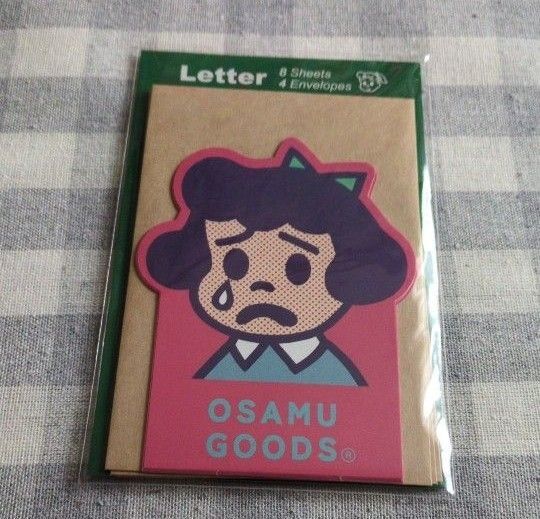 Letter
8 Sheets
4 Envelopes
OSAMU
GOODS®